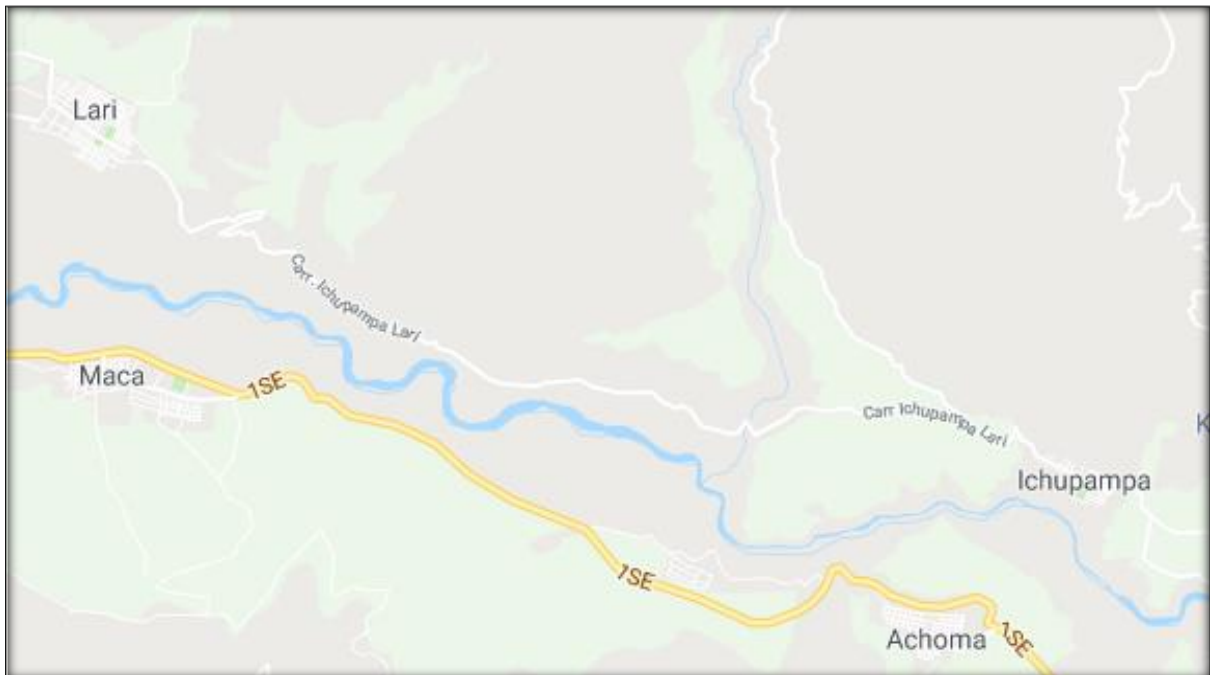 Lari
Carr. Ichupampa Lari
Maca
1SE
Carr Ichupampa Lari
K
Ichupampa
1SE
Achoma
1SE